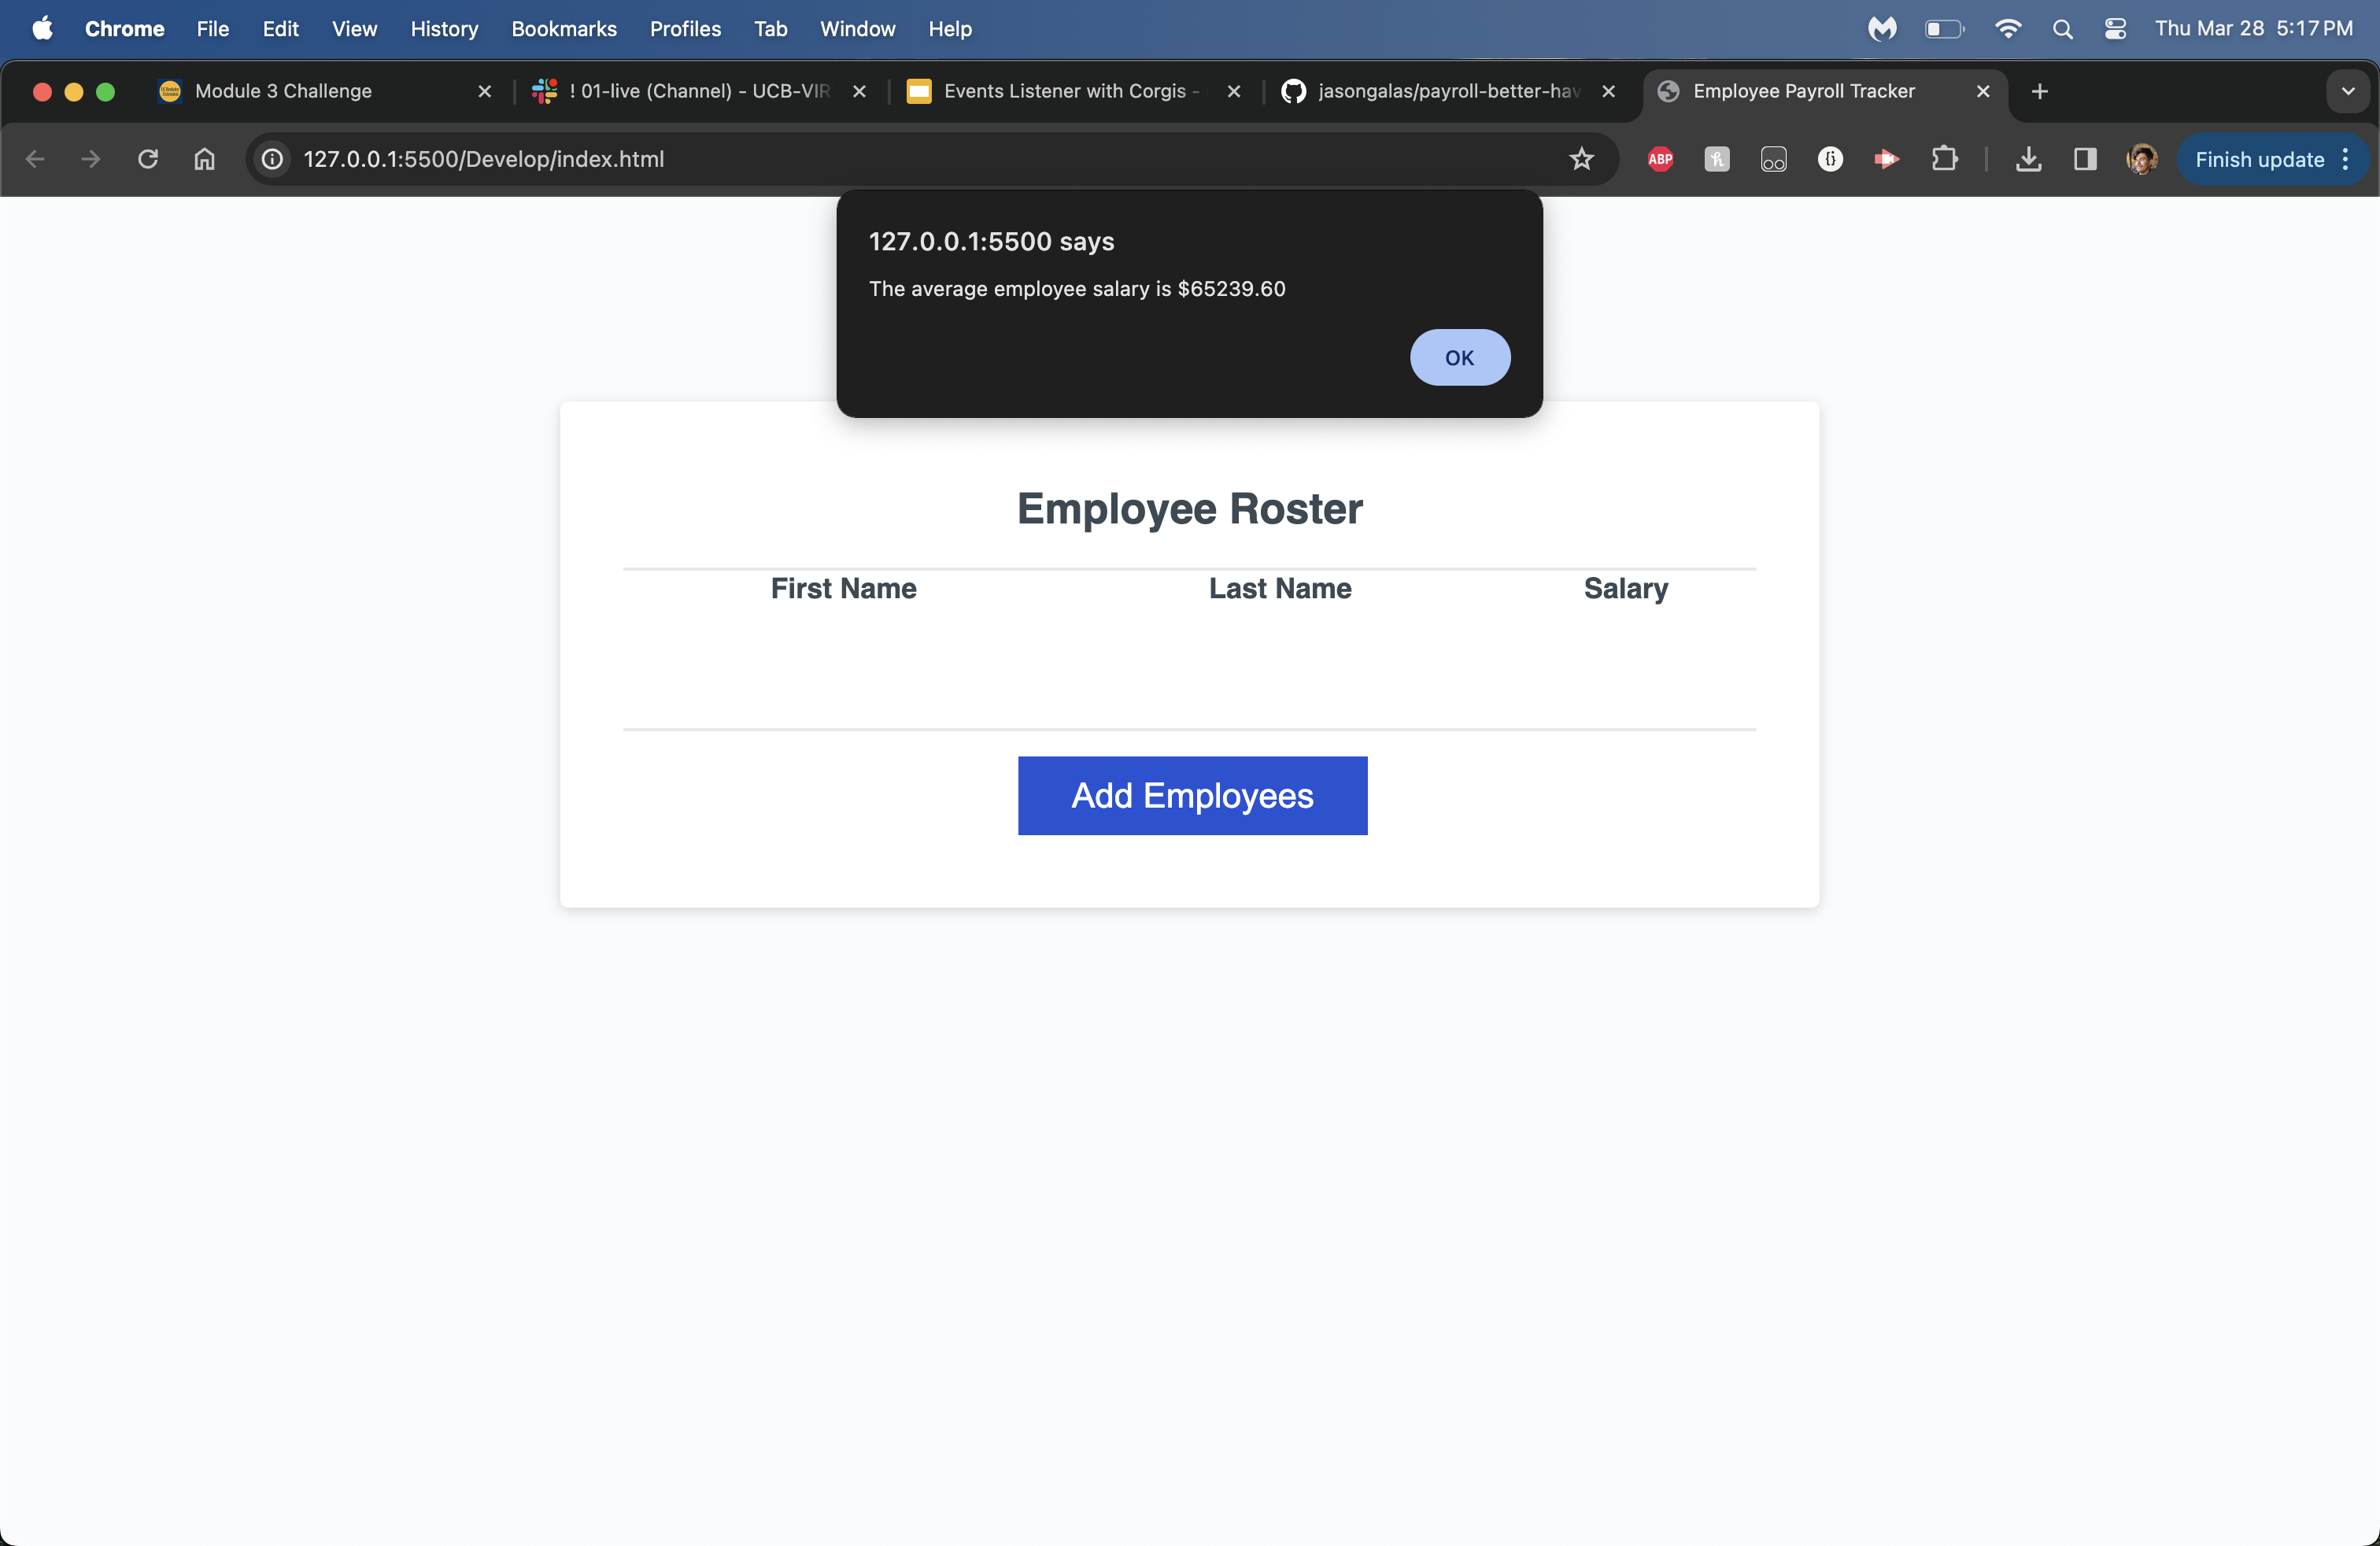 Chrome File Edit View History Bookmarks Profiles Tab Window Help Thu Mar 28 5:17 PM
Module 3 Challenge ! 01-live (Channel) - UCB-VIR Events Listener with Corgis - jasongalas/payroll-better-hav Employee Payroll Tracker
127.0.0.1:5500/Develop/index.html ABP Finish update
127.0.0.1:5500 says
The average employee salary is $65239.60
OK
Employee Roster
First Name Last Name Salary
Add Employees